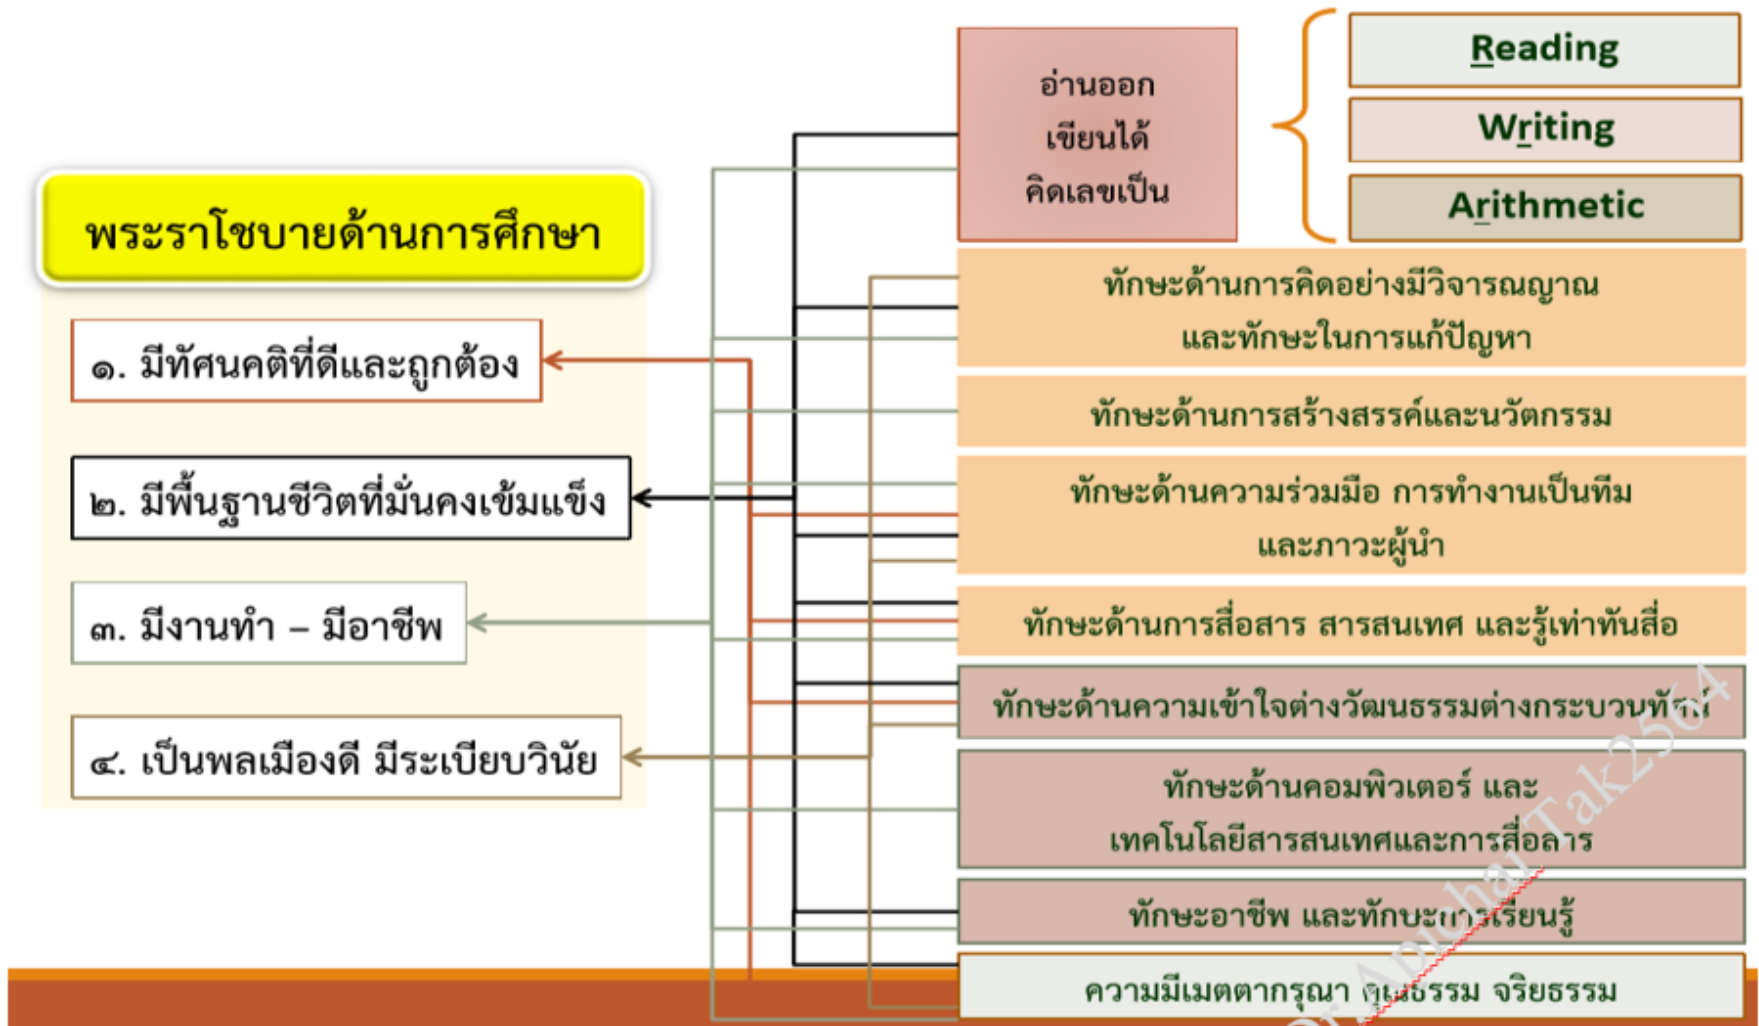 พระราโชบายด้านการศึกษา
๑. มีทัศนคติที่ดีและถูกต้อง
๒. มีพื้นฐานชีวิตที่มั่นคงเข้มแข็ง
๓. มีงานทำ – มีอาชีพ
๔. เป็นพลเมืองดี มีระเบียบวินัย
อ่านออก
เขียนได้
คิดเลขเป็น
Reading
Writing
Arithmetic
ทักษะด้านการคิดอย่างมีวิจารณญาณ
และทักษะในการแก้ปัญหา
ทักษะด้านการสร้างสรรค์และนวัตกรรม
ทักษะด้านความร่วมมือ การทำงานเป็นทีม
และภาวะผู้นำ
ทักษะด้านการสื่อสาร สารสนเทศ และรู้เท่าทันสื่อ
ทักษะด้านความเข้าใจต่างวัฒนธรรมต่างกระบวนทัศน์
ทักษะด้านคอมพิวเตอร์ และ
เทคโนโลยีสารสนเทศและการสื่อสาร
ทักษะอาชีพ และทักษะการเรียนรู้
ความมีเมตตากรุณา คุณธรรม จริยธรรม
Dr.Apichai Tak2564